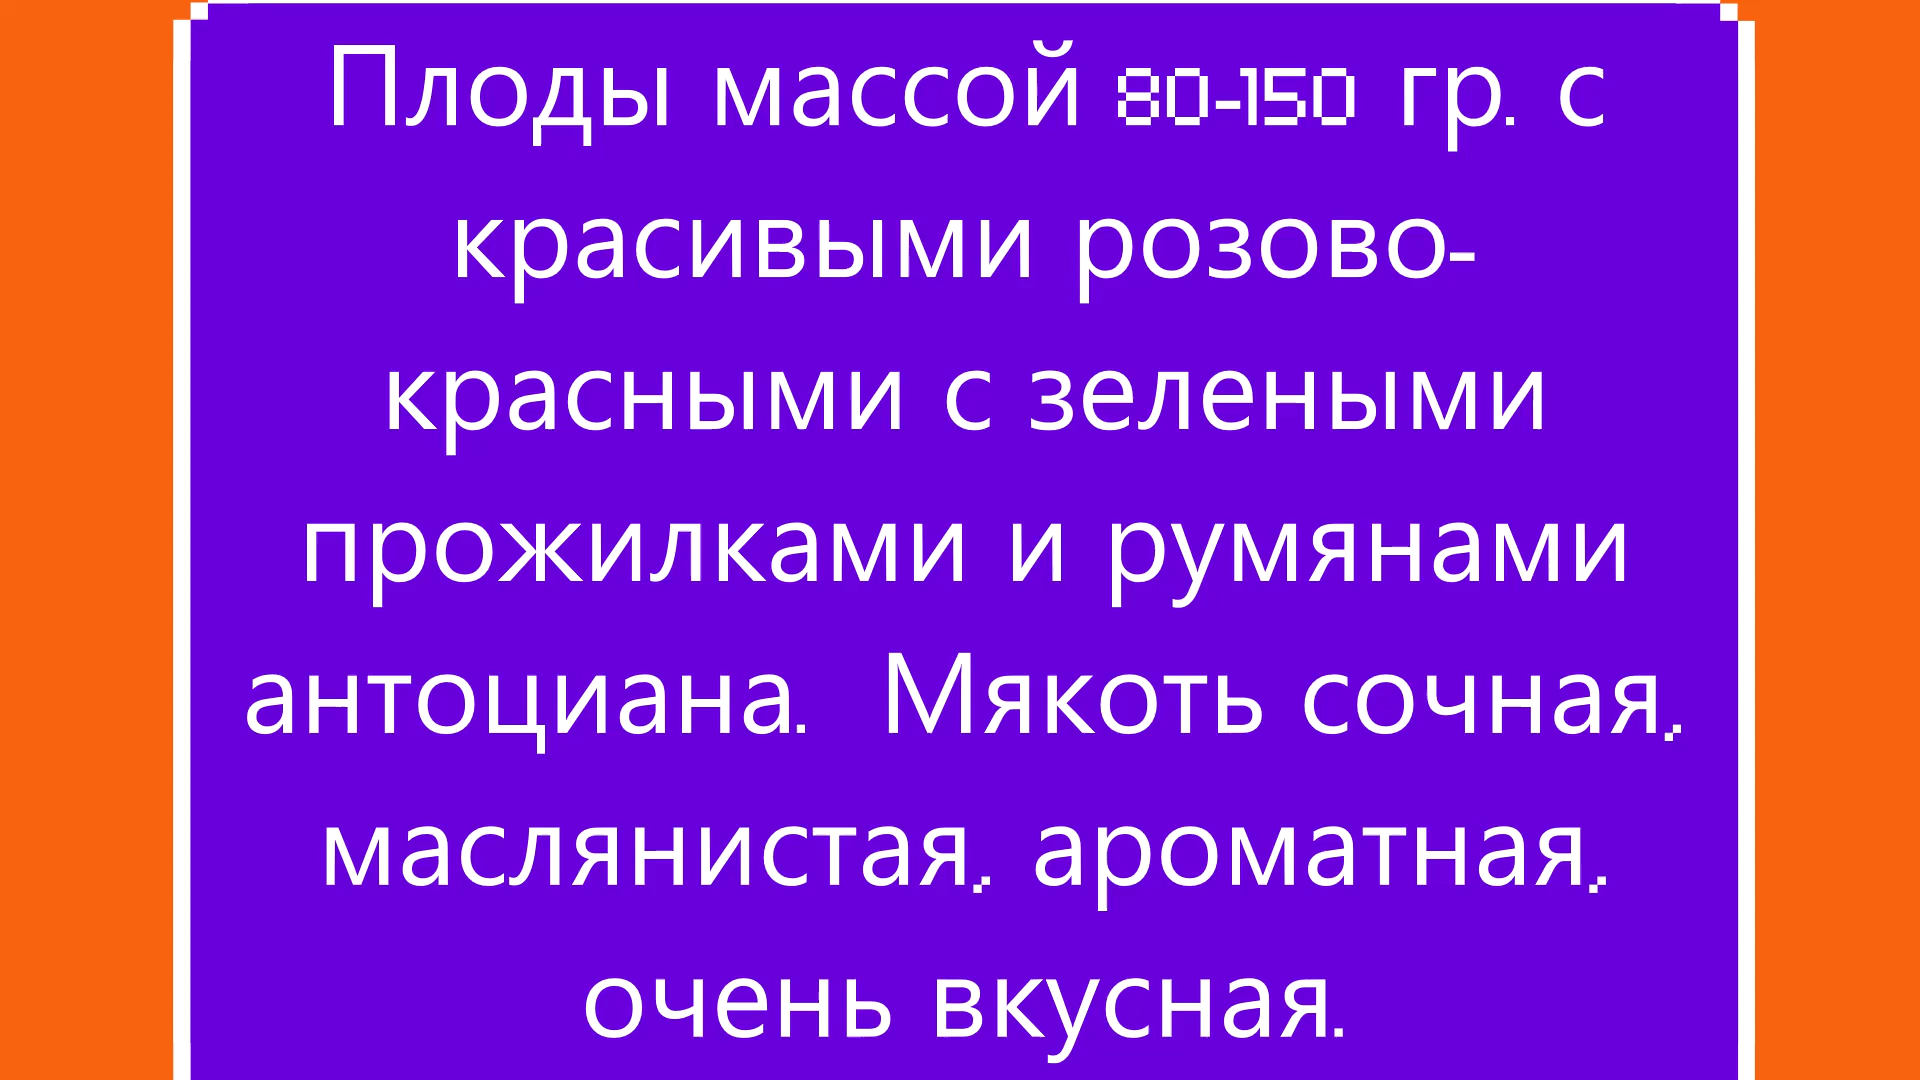 Плоды массой 80-150 гр. с
красивыми розово-
красными с зелеными
прожилками и румянами
антоциана.  Мякоть сочная,
маслянистая, ароматная,
очень вкусная.